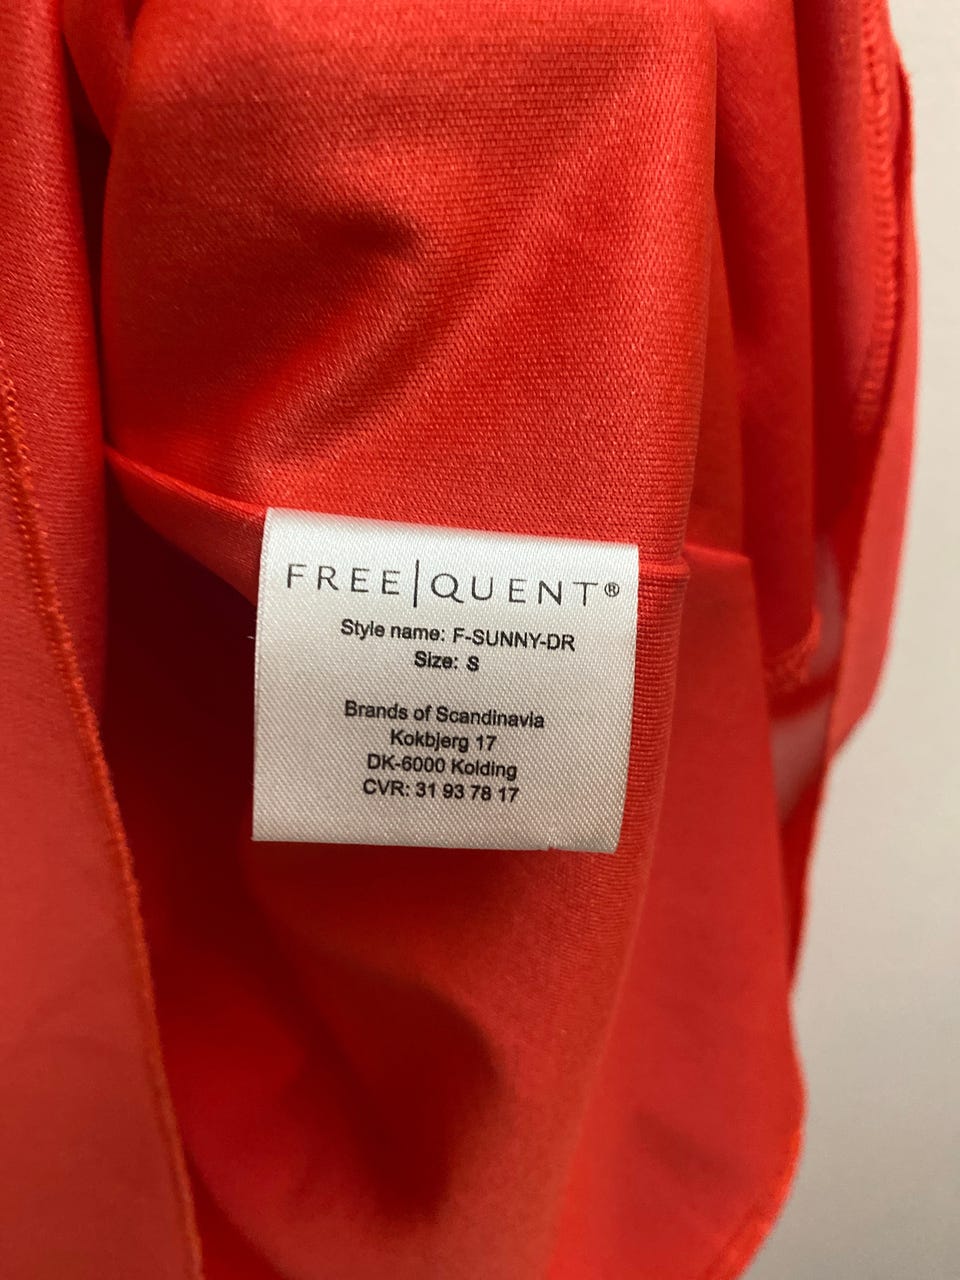 FREE|QUENT®
Style name: F-SUNNY-DR
Size: S
Brands of Scandinavia
Kokbjerg 17
DK-6000 Kolding
CVR: 31 93 78 17